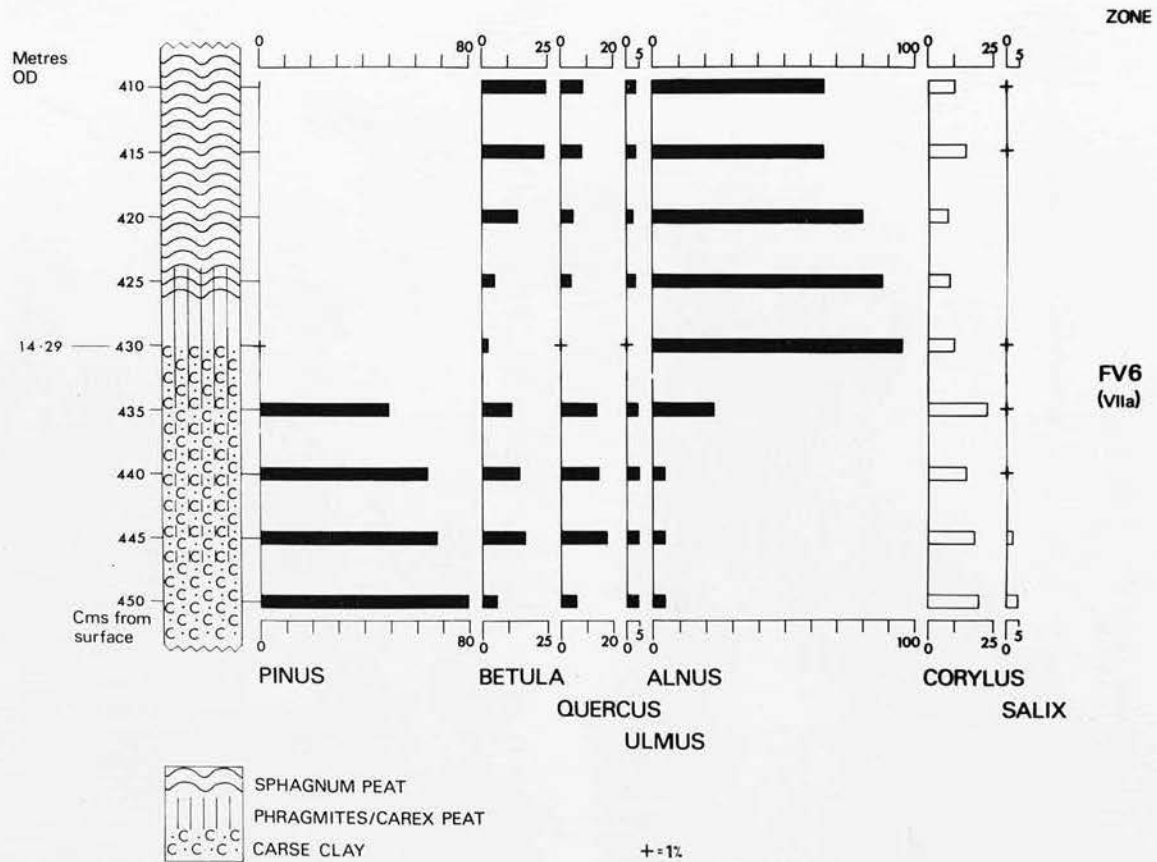 ZONE
Metres
OD
0 80 0 25 0 20 0 5 0 100 0 25 0 5
410
415
420
425
14·29 430
435
440
445
450
FV6
(VIIa)
Cms from
surface
0 80 0 25 0 20 0 5 0 100 0 25 0 5
PINUS BETULA ALNUS CORYLUS
QUERCUS SALIX
ULMUS
SPHAGNUM PEAT
PHRAGMITES/CAREX PEAT
CARSE CLAY
+=1%